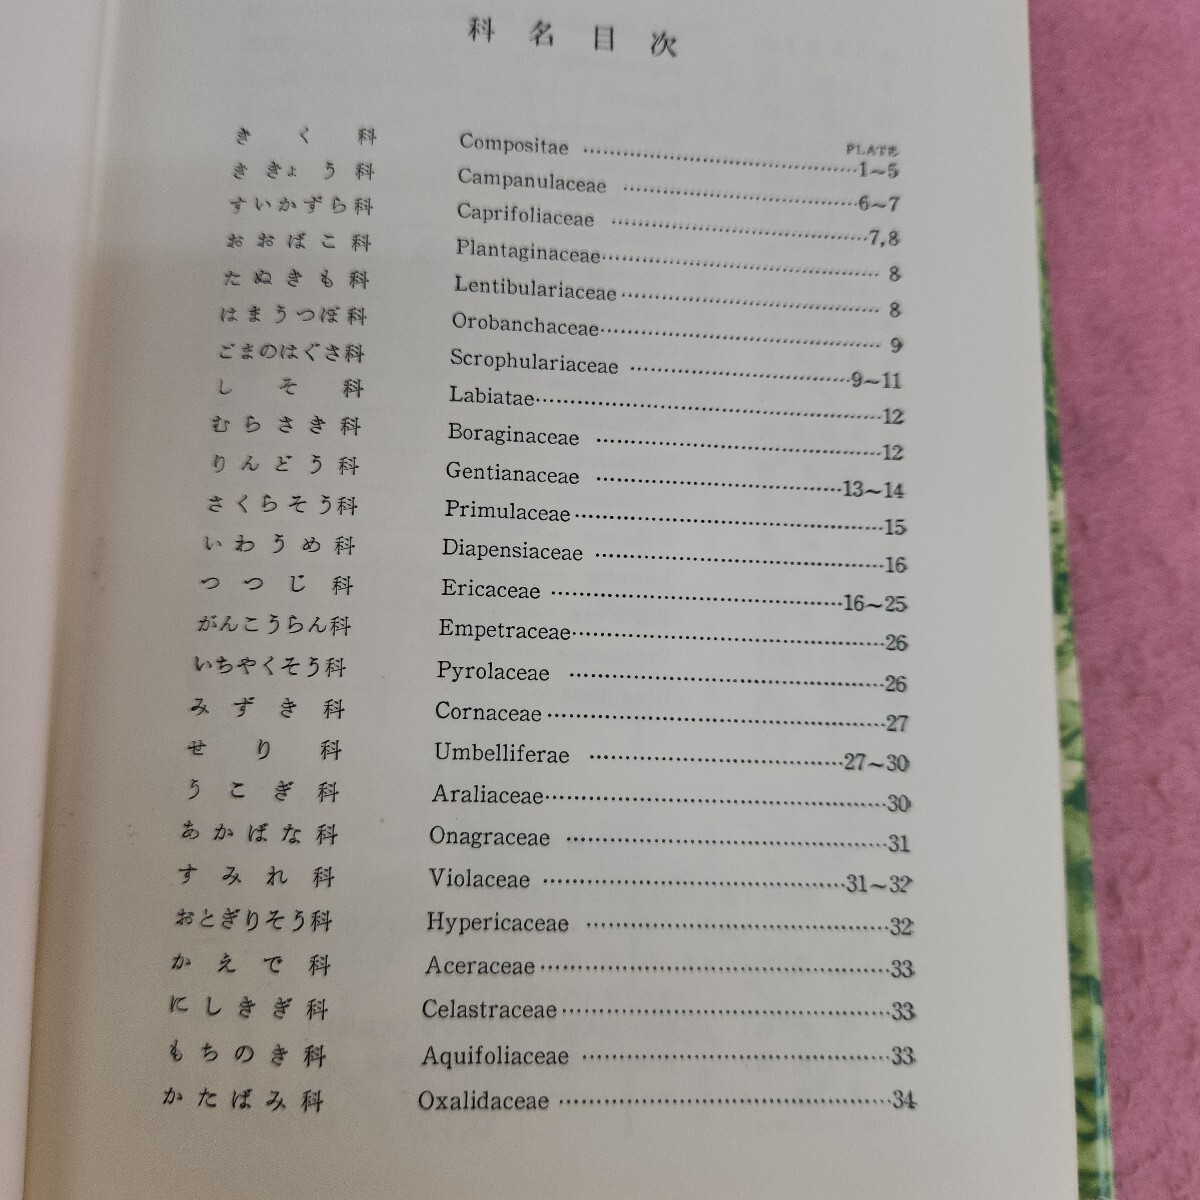 科名目次
PLATE
きく科 Compositae 1~5
ききょう科 Campanulaceae 6~7
すいかずら科 Caprifoliaceae 7,8
おおばこ科 Plantaginaceae 8
たぬきも科 Lentibulariaceae 8
はまうつぼ科 Orobanchaceae 9
ごまのはぐさ科 Scrophulariaceae 9~11
しそ科 Labiatae 12
むらさき科 Boraginaceae 12
りんどう科 Gentianaceae 13~14
さくらそう科 Primulaceae 15
いわうめ科 Diapensiaceae 16
つつじ科 Ericaceae 16~25
がんこうらん科 Empetraceae 26
いちやくそう科 Pyrolaceae 26
みずき科 Cornaceae 27
せり科 Umbelliferae 27~30
うこぎ科 Araliaceae 30
あかばな科 Onagraceae 31
すみれ科 Violaceae 31~32
おとぎりそう科 Hypericaceae 32
かえで科 Aceraceae 33
にしきぎ科 Celastraceae 33
もちのき科 Aquifoliaceae 33
かたばみ科 Oxalidaceae 34